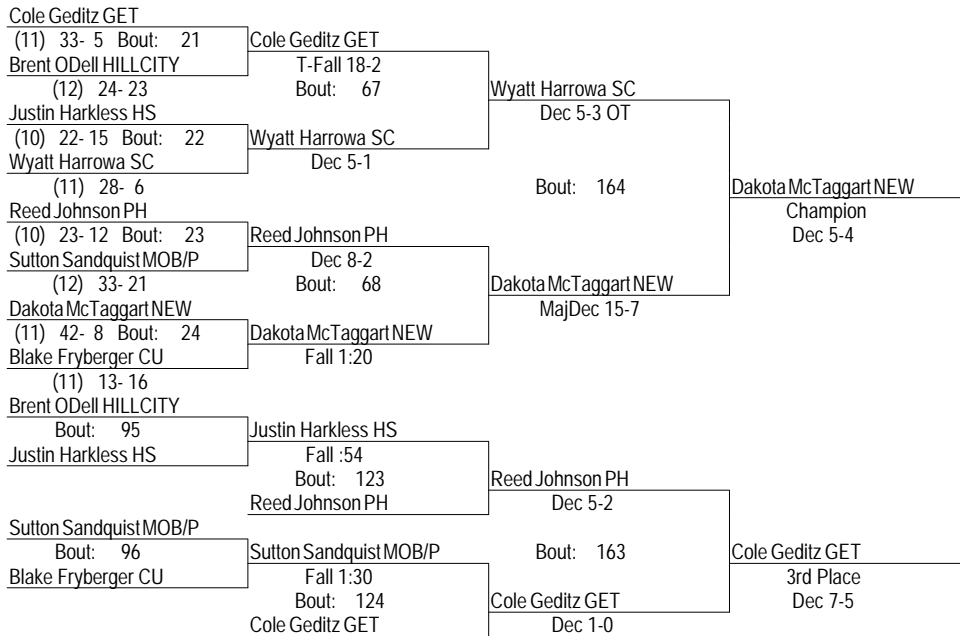 Cole Geditz GET
(11) 33- 5 Bout: 21 Cole Geditz GET
Brent ODell HILLCITY T-Fall 18-2
(12) 24- 23 Bout: 67 Wyatt Harrowa SC
Justin Harkless HS Dec 5-3 OT
(10) 22- 15 Bout: 22 Wyatt Harrowa SC
Wyatt Harrowa SC Dec 5-1
(11) 28- 6 Bout: 164 Dakota McTaggart NEW
Reed Johnson PH Champion
(10) 23- 12 Bout: 23 Reed Johnson PH Dec 5-4
Sutton Sandquist MOB/P Dec 8-2
(12) 33- 21 Bout: 68 Dakota McTaggart NEW
Dakota McTaggart NEW MajDec 15-7
(11) 42- 8 Bout: 24 Dakota McTaggart NEW
Blake Fryberger CU Fall 1:20
(11) 13- 16
Brent ODell HILLCITY
Bout: 95 Justin Harkless HS
Justin Harkless HS Fall :54
Bout: 123 Reed Johnson PH
Reed Johnson PH Dec 5-2
Sutton Sandquist MOB/P
Bout: 96 Sutton Sandquist MOB/P Bout: 163 Cole Geditz GET
Blake Fryberger CU Fall 1:30 3rd Place
Bout: 124 Cole Geditz GET Dec 7-5
Cole Geditz GET Dec 1-0